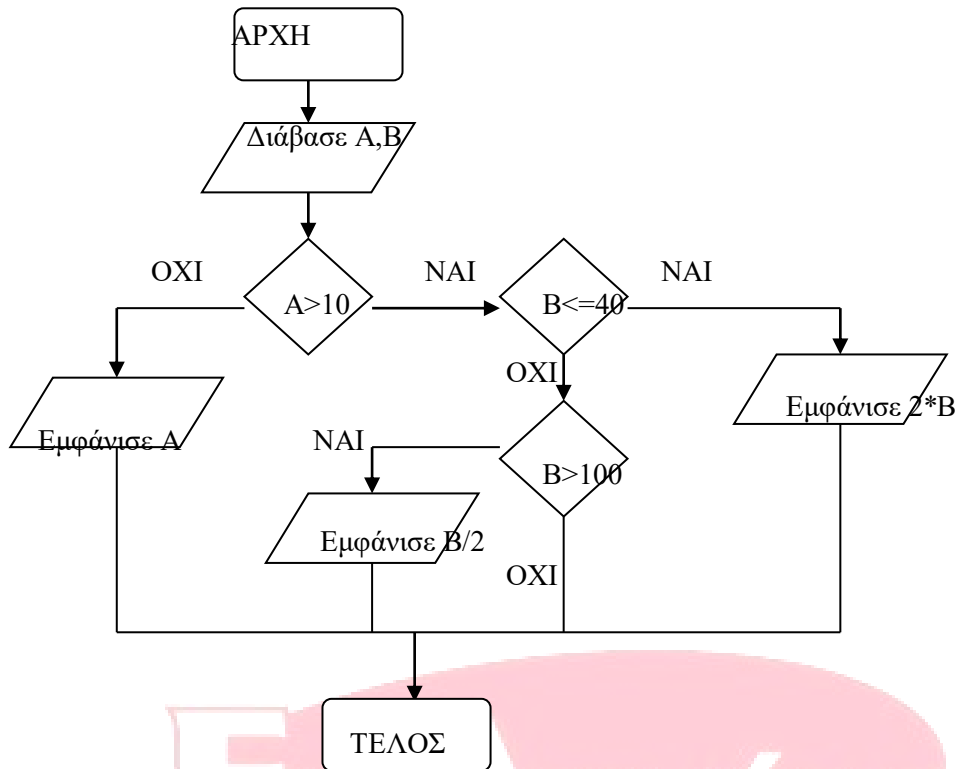 ΑΡΧΗ
Διάβασε Α,Β
ΟΧΙ
Α>10
ΝΑΙ
Β<=40
ΝΑΙ
Εμφάνισε Α
ΟΧΙ
Εμφάνισε 2*Β
ΝΑΙ
Β>100
Εμφάνισε Β/2
ΟΧΙ
ΤΕΛΟΣ